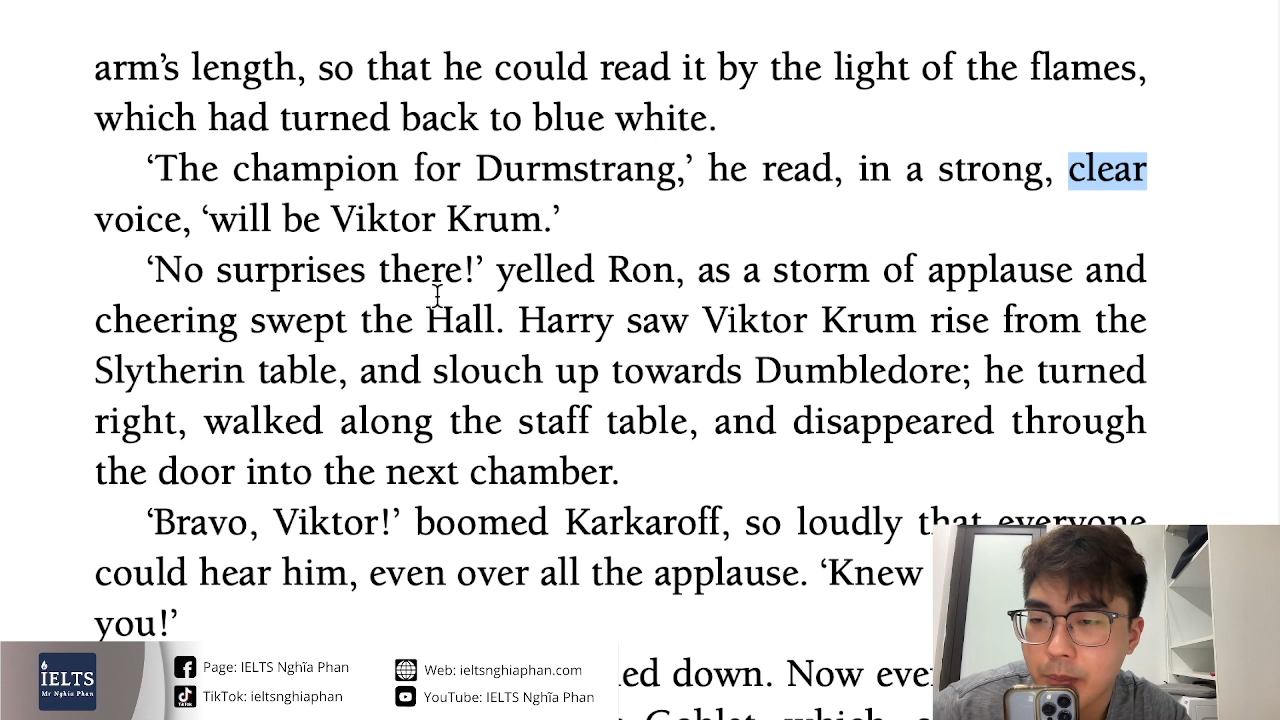 arm’s length, so that he could read it by the light of the flames,
which had turned back to blue white.
‘The champion for Durmstrang,’ he read, in a strong, clear
voice, ‘will be Viktor Krum.’
‘No surprises there!’ yelled Ron, as a storm of applause and
cheering swept the Hall. Harry saw Viktor Krum rise from the
Slytherin table, and slouch up towards Dumbledore; he turned
right, walked along the staff table, and disappeared through
the door into the next chamber.
‘Bravo, Viktor!’ boomed Karkaroff, so loudly that everyone
could hear him, even over all the applause. ‘Knew
you!’
down. Now
IELTS
Mr Nghia Phan
Page: IELTS Nghĩa Phan
TikTok: ieltsnghiaphan
Web: ieltsnghiaphan.com
YouTube: IELTS Nghĩa Phan